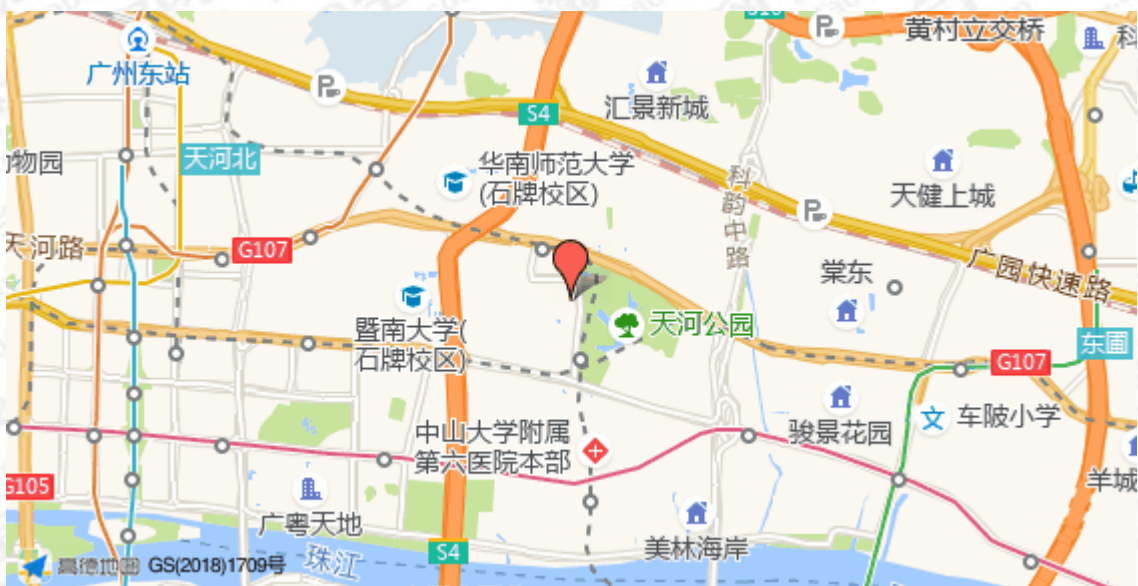 黄村立交桥
科
广州东站
汇景新城
S4
天河北
华南师范大学
(石牌校区)
科韵中路
天健上城
天河路
G107
广园快速路
棠东
暨南大学(
石牌校区)
天河公园
东圃
G107
骏景花园
车陂小学
中山大学附属
第六医院本部
羊城
G105
广粤天地
美林海岸
S4
珠江
高德地图 GS(2018)1709号